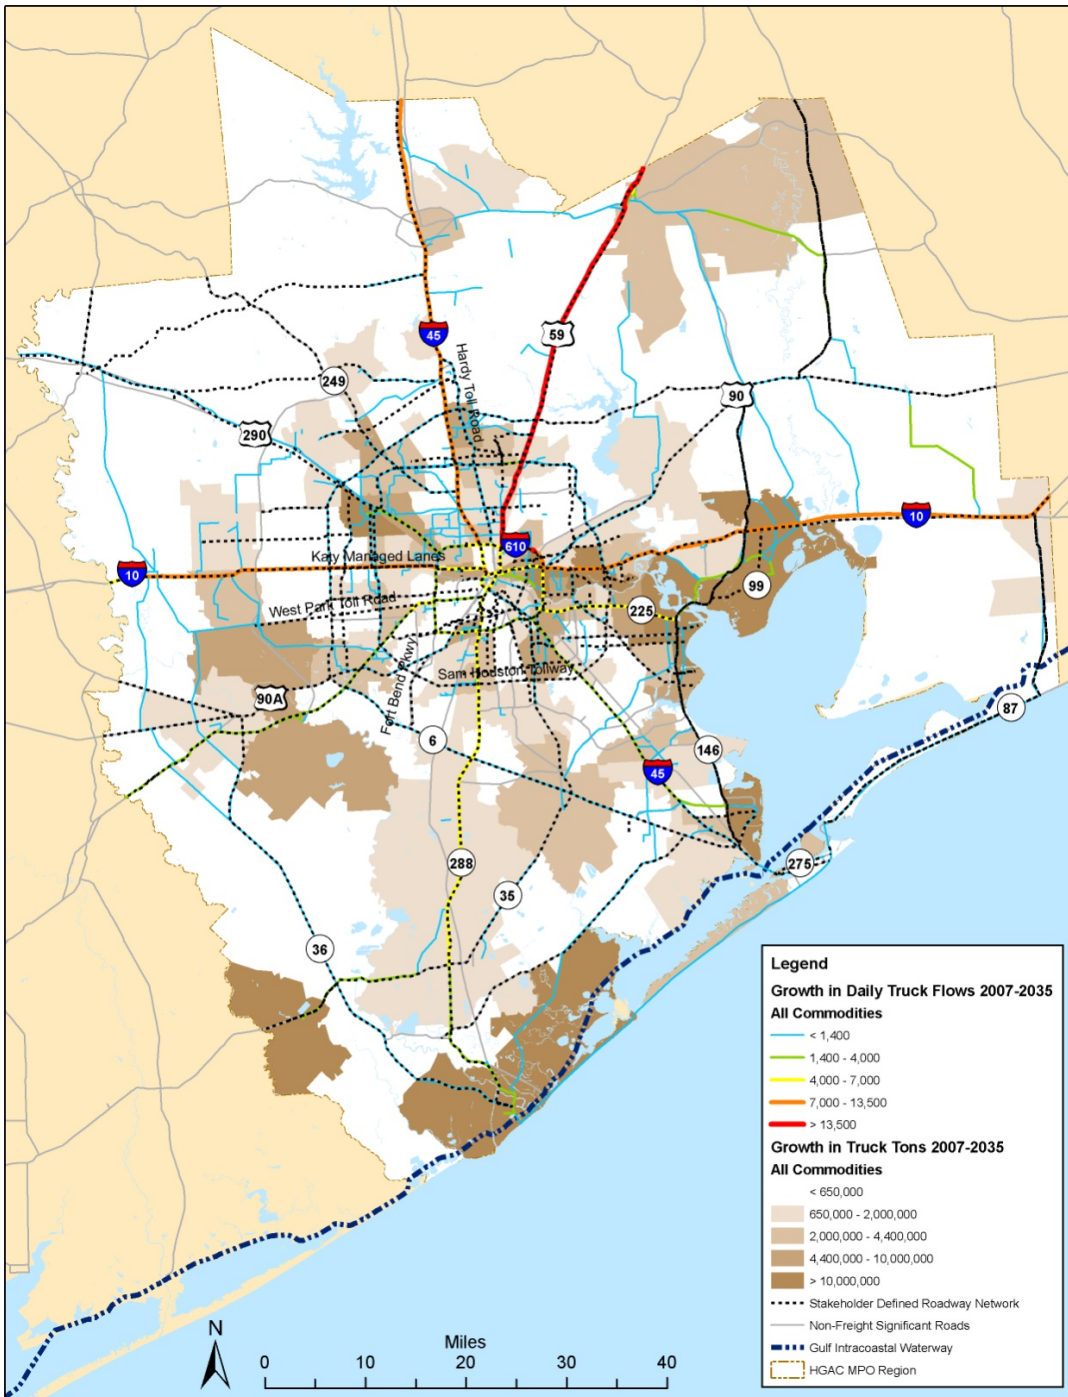 45
59
Hardy Toll Road
249
90
290
10
610
Katy Managed Lanes
10
99
West Park Toll Road
225
Sam Houston Tollway
Fort Bend Pkwy
90A
87
6
146
45
288
275
35
36
Legend
Growth in Daily Truck Flows 2007-2035
All Commodities
< 1,400
1,400 - 4,000
4,000 - 7,000
7,000 - 13,500
> 13,500
Growth in Truck Tons 2007-2035
All Commodities
< 650,000
650,000 - 2,000,000
2,000,000 - 4,400,000
4,400,000 - 10,000,000
> 10,000,000
Stakeholder Defined Roadway Network
Non-Freight Significant Roads
Gulf Intracoastal Waterway
HGAC MPO Region
N
Miles
0 10 20 30 40